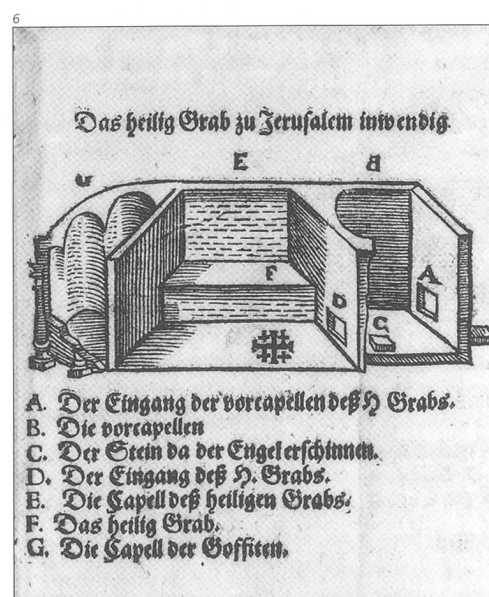 6
Das heilig Grab zu Jerusalem inwendig
G E B
F A
D
C
A. Der Eingang der vorcapellen deß H Grabs.
B. Die vorcapellen
C. Der Stein da der Engel erschinnen.
D. Der Eingang deß H. Grabs.
E. Die Capell deß heiligen Grabs.
F. Das heilig Grab.
G. Die Capell der Goffiten.